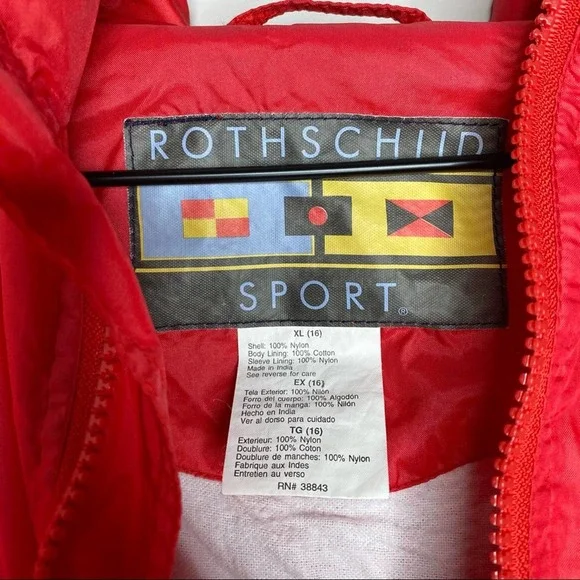 ROTHSCHILD
SPORT®
XL (16)
Shell: 100% Nylon
Body Lining: 100% Cotton
Sleeve Lining: 100% Nylon
Made in India
See reverse for care
EX (16)
Tela Exterior: 100% Nilón
Forro del cuerpo: 100% Algodón
Forro de la manga: 100% Nilón
Hecho en India
Ver al dorso para cuidado
TG (16)
Exterieur: 100% Nylon
Doublure: 100% Coton
Doublure de manches: 100% Nylon
Fabrique aux Indes
Entretien au verso
RN# 38843